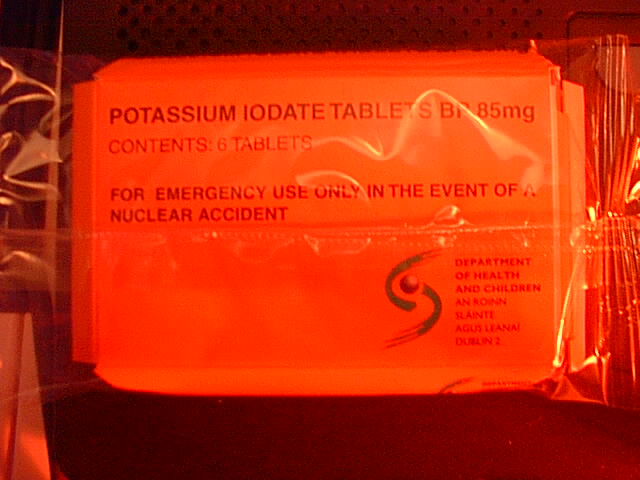 POTASSIUM IODATE TABLETS BP 85mg
CONTENTS: 6 TABLETS
FOR EMERGENCY USE ONLY IN THE EVENT OF A
NUCLEAR ACCIDENT
DEPARTMENT
OF HEALTH
AND CHILDREN
AN ROINN
SLÁINTE
AGUS LEANAÍ
DUBLIN 2
DEPARTMENT